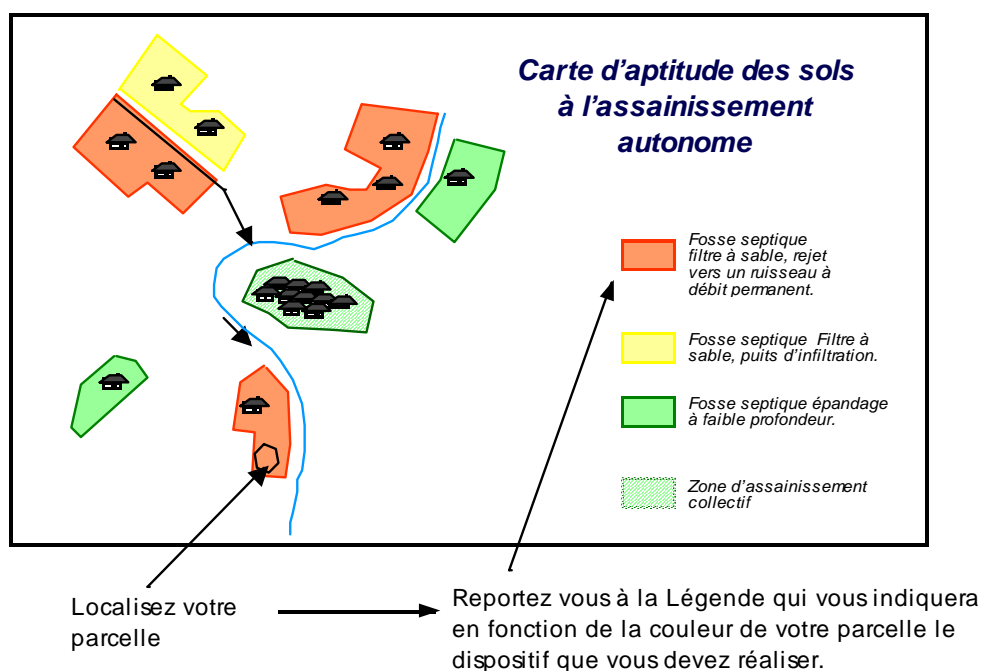 Carte d'aptitude des sols
à l'assainissement
autonome
Fosse septique
filtre à sable, rejet
vers un ruisseau à
débit permanent.
Fosse septique Filtre à
sable, puits d'infiltration.
Fosse septique épandage
à faible profondeur.
Zone d'assainissement
collectif
Localisez votre
parcelle
Reportez vous à la Légende qui vous indiquera
en fonction de la couleur de votre parcelle le
dispositif que vous devez réaliser.